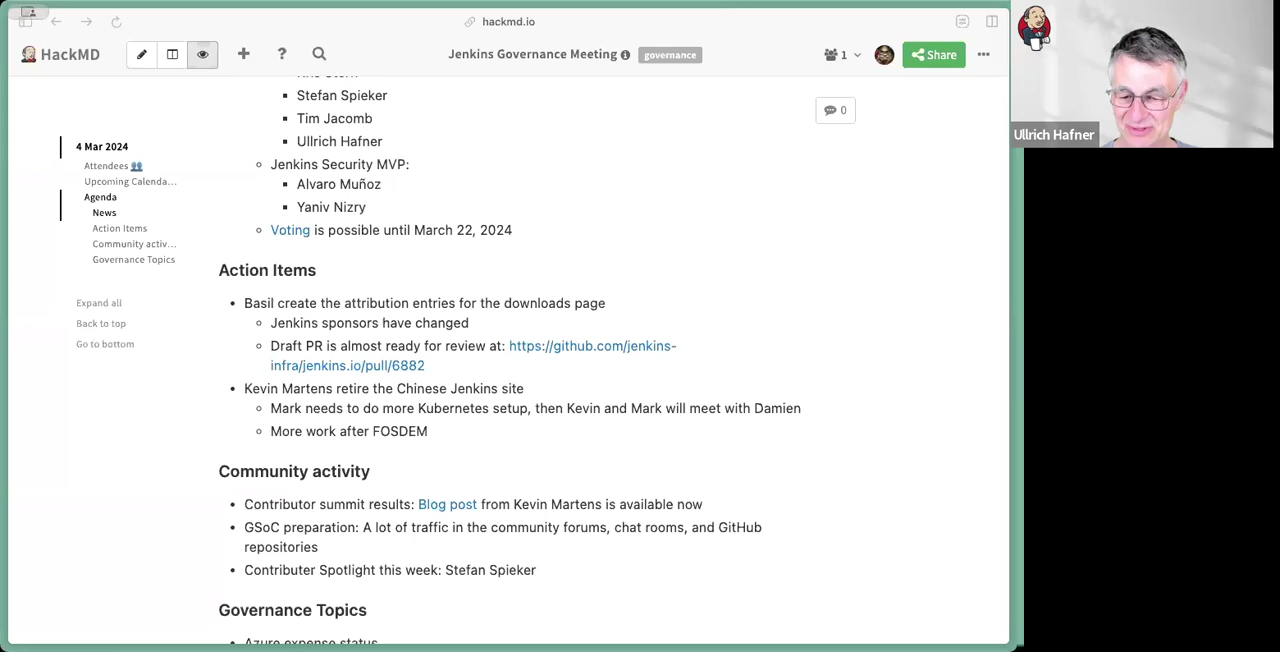 hackmd.io
HackMD
Jenkins Governance Meeting
governance
1
Share
Stefan Spieker
Tim Jacomb
Ullrich Hafner
Jenkins Security MVP:
Alvaro Muñoz
Yaniv Nizry
Voting is possible until March 22, 2024
0
4 Mar 2024
Attendees
Upcoming Calenda...
Agenda
News
Action Items
Community activ...
Governance Topics
Expand all
Back to top
Go to bottom
Action Items
Basil create the attribution entries for the downloads page
Jenkins sponsors have changed
Draft PR is almost ready for review at: https://github.com/jenkins-
infra/jenkins.io/pull/6882
Kevin Martens retire the Chinese Jenkins site
Mark needs to do more Kubernetes setup, then Kevin and Mark will meet with Damien
More work after FOSDEM
Community activity
Contributor summit results: Blog post from Kevin Martens is available now
GSoC preparation: A lot of traffic in the community forums, chat rooms, and GitHub
repositories
Contributer Spotlight this week: Stefan Spieker
Governance Topics
Azure expense status
Ullrich Hafner